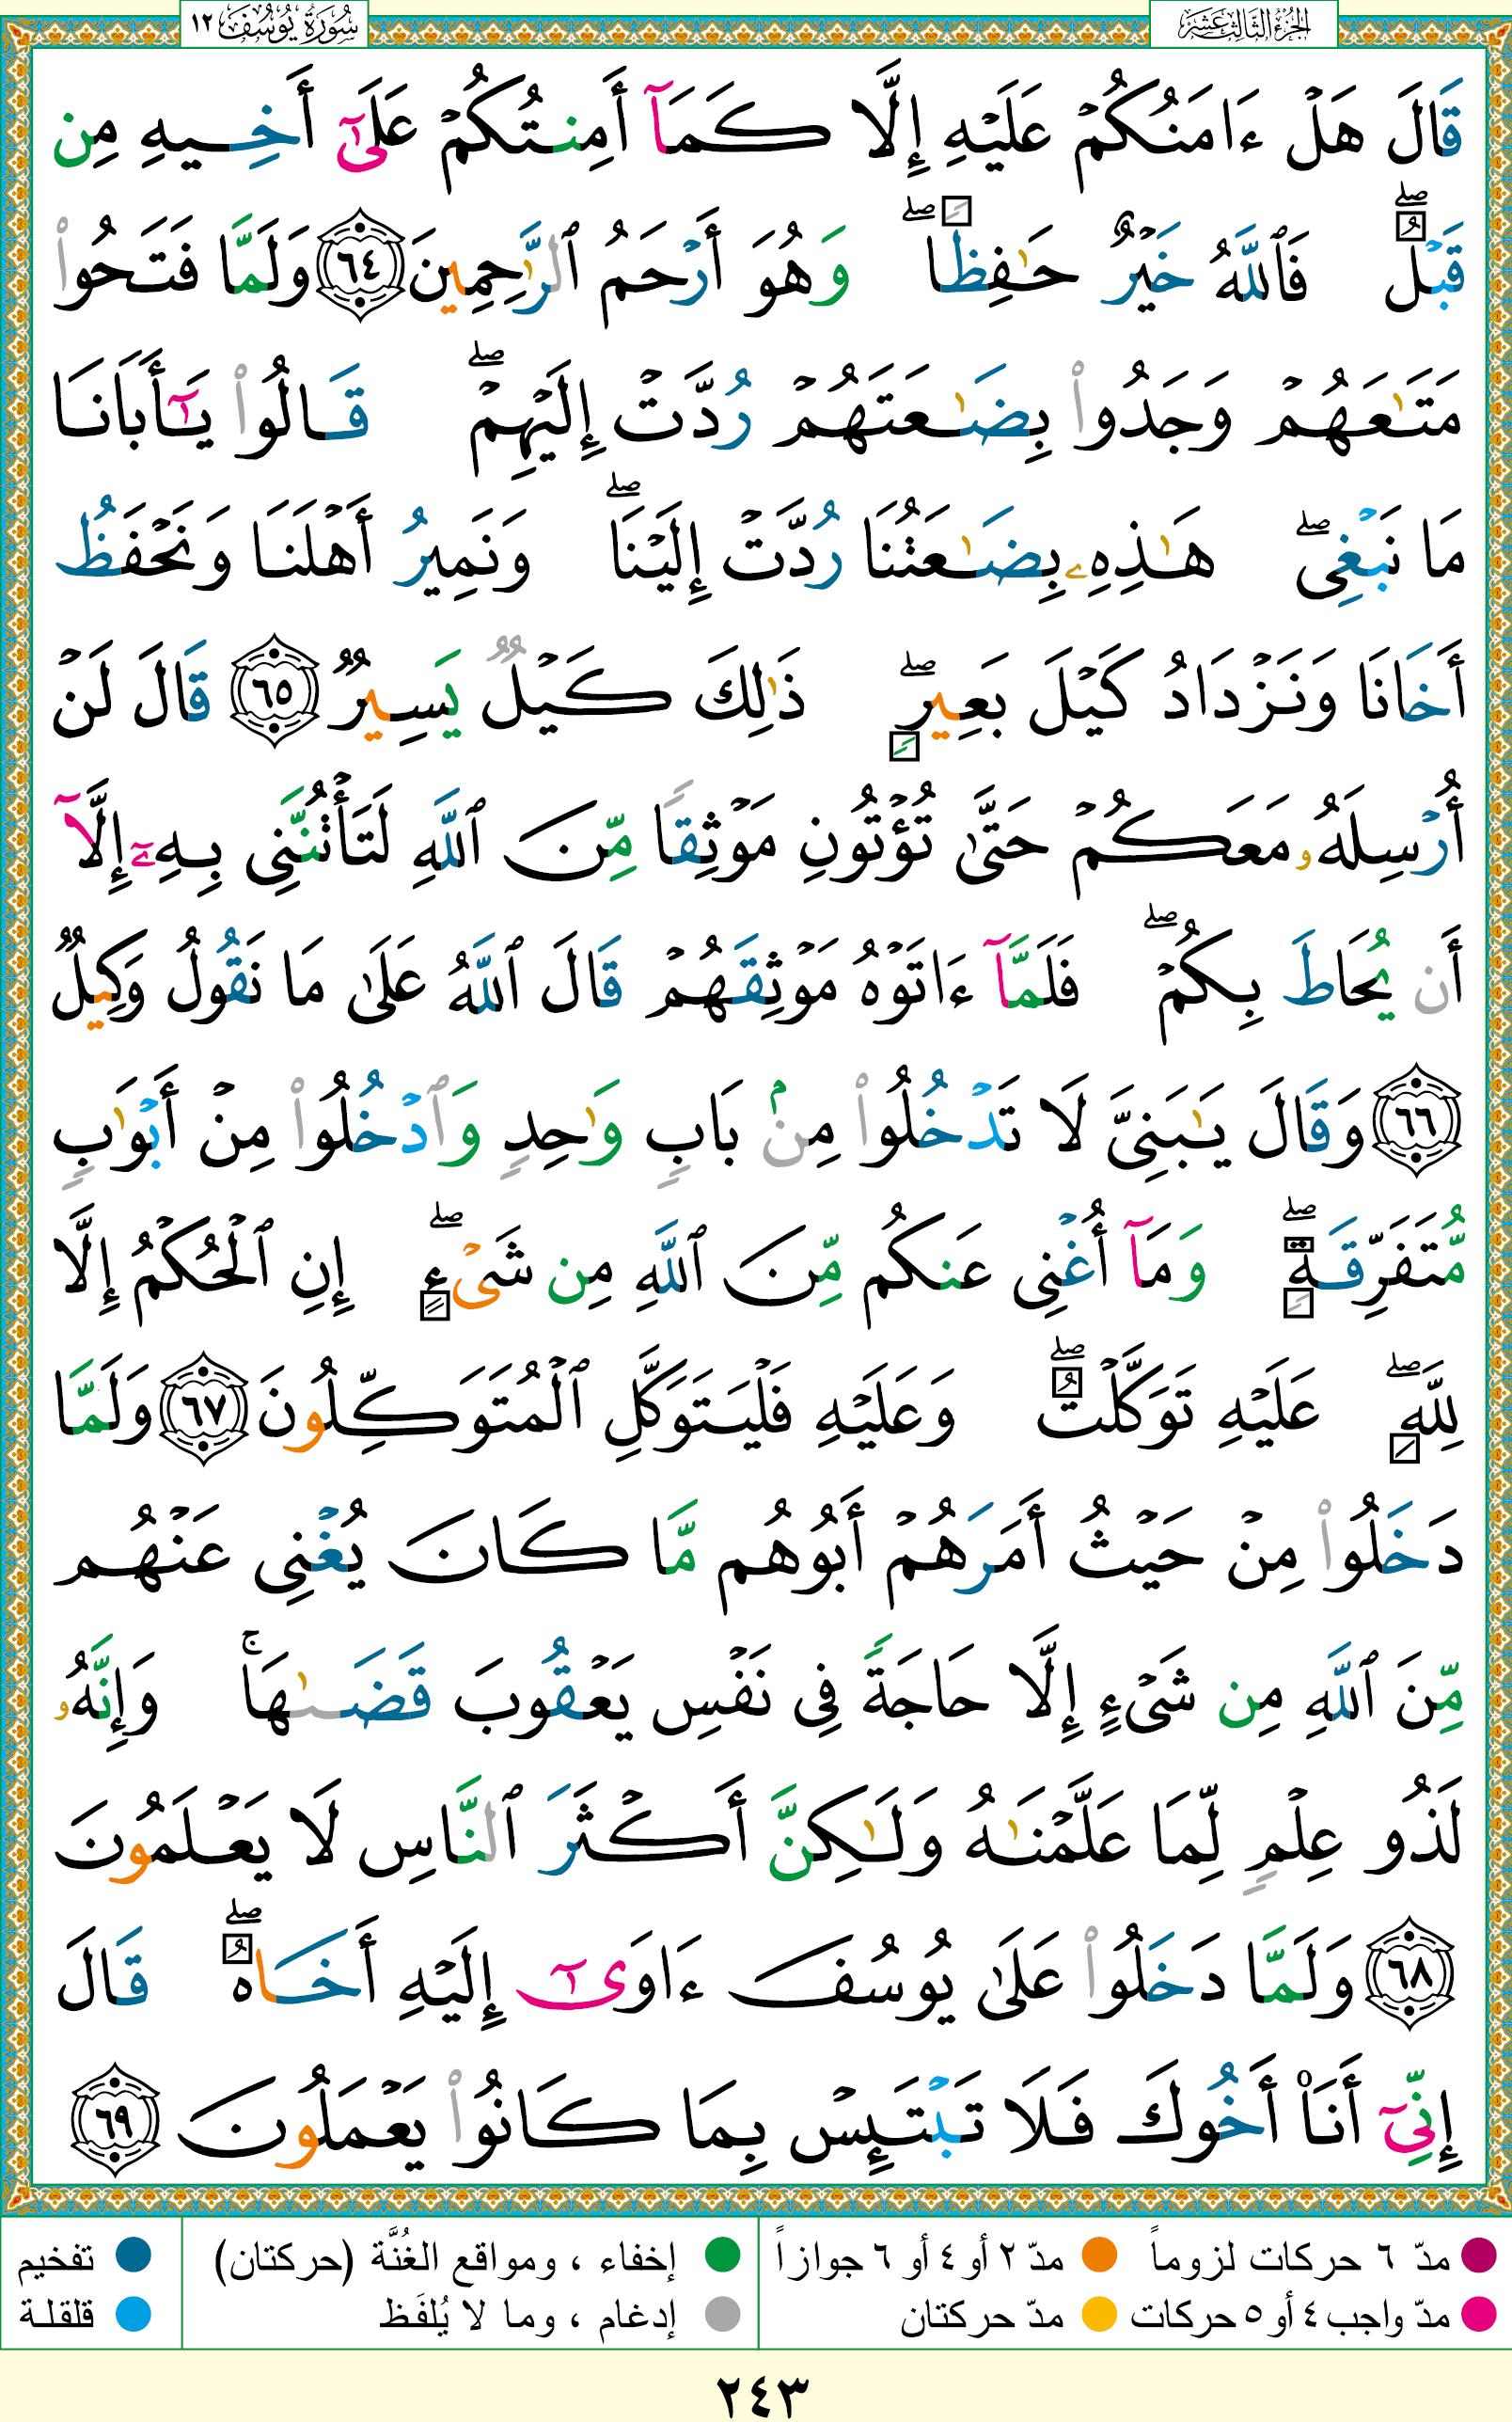 الجزء الثالث عشر
سورة يوسف ١٢
قَالَ هَلْ ءَامَنُكُمْ عَلَيْهِ إِلَّا كَمَآ أَمِنتُكُمْ عَلَىٰٓ أَخِيهِ مِن
قَبْلُ ۖ فَٱللَّهُ خَيْرٌ حَـٰفِظًا ۖ وَهُوَ أَرْحَمُ ٱلرَّٰحِمِينَ ٦٤ وَلَمَّا فَتَحُوا۟
مَتَـٰعَهُمْ وَجَدُوا۟ بِضَـٰعَتَهُمْ رُدَّتْ إِلَيْهِمْ ۖ قَالُوا۟ يَـٰٓأَبَانَا
مَا نَبْغِى ۖ هَـٰذِهِۦ بِضَـٰعَتُنَا رُدَّتْ إِلَيْنَا ۖ وَنَمِيرُ أَهْلَنَا وَنَحْفَظُ
أَخَانَا وَنَزْدَادُ كَيْلَ بَعِيرٍ ۖ ذَٰلِكَ كَيْلٌ يَسِيرٌ ٦٥ قَالَ لَنْ
أُرْسِلَهُۥ مَعَكُمْ حَتَّىٰ تُؤْتُونِ مَوْثِقًا مِّنَ ٱللَّهِ لَتَأْتُنَّنِى بِهِۦٓ إِلَّآ
أَن يُحَاطَ بِكُمْ ۖ فَلَمَّآ ءَاتَوْهُ مَوْثِقَهُمْ قَالَ ٱللَّهُ عَلَىٰ مَا نَقُولُ وَكِيلٌ
٦٦ وَقَالَ يَـٰبَنِىَّ لَا تَدْخُلُوا۟ مِنۢ بَابٍ وَٰحِدٍ وَٱدْخُلُوا۟ مِنْ أَبْوَٰبٍ
مُّتَفَرِّقَةٍ ۖ وَمَآ أُغْنِى عَنكُم مِّنَ ٱللَّهِ مِن شَىْءٍ ۖ إِنِ ٱلْحُكْمُ إِلَّا
لِلَّهِ ۖ عَلَيْهِ تَوَكَّلْتُ ۖ وَعَلَيْهِ فَلْيَتَوَكَّلِ ٱلْمُتَوَكِّلُونَ ٦٧ وَلَمَّا
دَخَلُوا۟ مِنْ حَيْثُ أَمَرَهُمْ أَبُوهُم مَّا كَانَ يُغْنِى عَنْهُم
مِّنَ ٱللَّهِ مِن شَىْءٍ إِلَّا حَاجَةً فِى نَفْسِ يَعْقُوبَ قَضَىٰهَا ۚ وَإِنَّهُۥ
لَذُو عِلْمٍ لِّمَا عَلَّمْنَـٰهُ وَلَـٰكِنَّ أَكْثَرَ ٱلنَّاسِ لَا يَعْلَمُونَ
٦٨ وَلَمَّا دَخَلُوا۟ عَلَىٰ يُوسُفَ ءَاوَىٰٓ إِلَيْهِ أَخَاهُ ۖ قَالَ
إِنِّىٓ أَنَا۠ أَخُوكَ فَلَا تَبْتَئِسْ بِمَا كَانُوا۟ يَعْمَلُونَ ٦٩
مدّ ٦ حركات لزوماً مدّ ٢ أو ٤ أو ٦ جوازاً إخفاء ، ومواقع الغُنَّة (حركتان) تفخيم
مدّ واجب ٤ أو ٥ حركات مدّ حركتان إدغام ، وما لا يُلفَظ قلقلة
٢٤٣